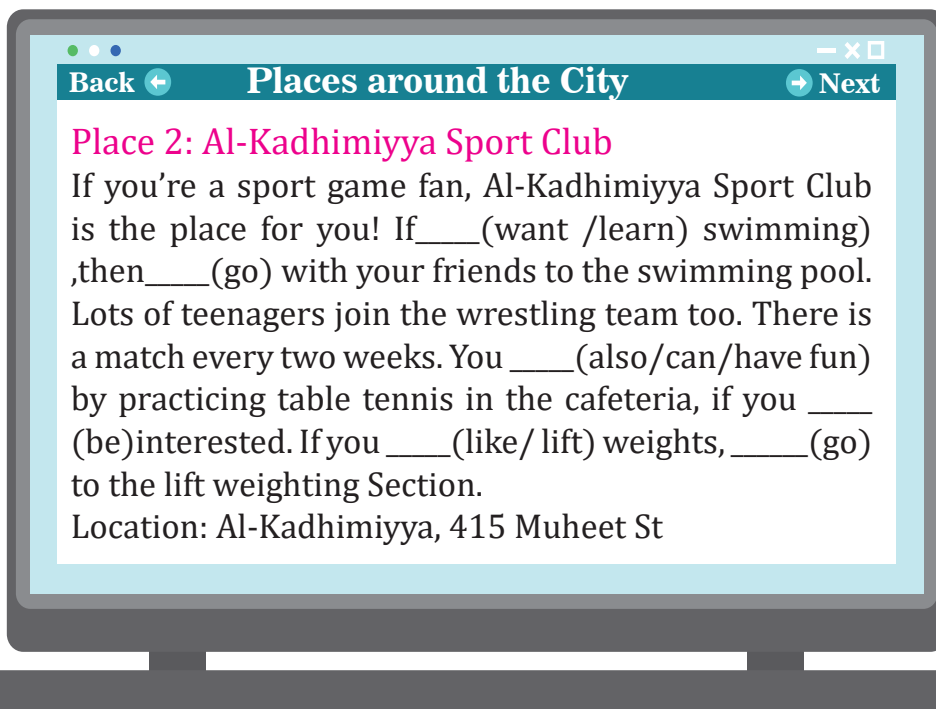 Back Places around the City Next
Place 2: Al-Kadhimiyya Sport Club
If you're a sport game fan, Al-Kadhimiyya Sport Club
is the place for you! If_____(want /learn) swimming)
,then_____(go) with your friends to the swimming pool.
Lots of teenagers join the wrestling team too. There is
a match every two weeks. You _____(also/can/have fun)
by practicing table tennis in the cafeteria, if you _____
(be)interested. If you _____(like/ lift) weights, ______(go)
to the lift weighting Section.
Location: Al-Kadhimiyya, 415 Muheet St